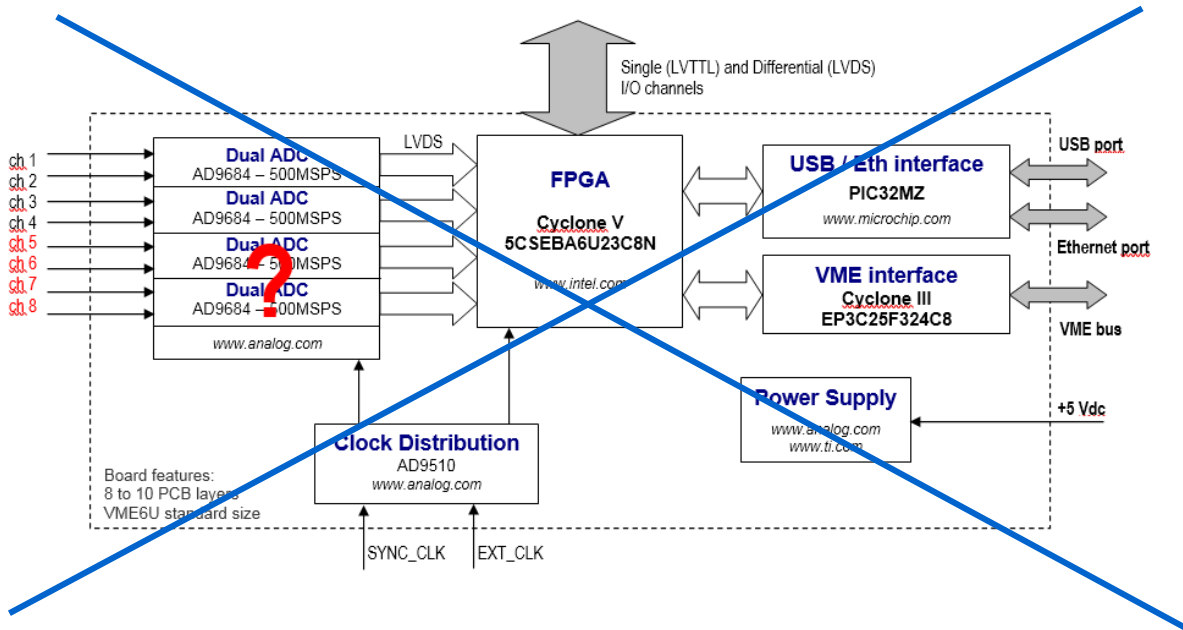 Single (LVTTL) and Differential (LVDS)
I/O channels
ch 1
ch 2
ch 3
ch 4
ch 5
ch 6
ch 7
ch 8
Dual ADC
AD9684 – 500MSPS
Dual ADC
AD9684 – 500MSPS
Dual ADC
AD9684 – 500MSPS
Dual ADC
AD9684 – 500MSPS
www.analog.com
?
LVDS
FPGA
Cyclone V
5CSEBA6U23C8N
www.intel.com
USB / Eth interface
PIC32MZ
www.microchip.com
USB port
Ethernet port
VME interface
Cyclone III
EP3C25F324C8
VME bus
Power Supply
www.analog.com
www.ti.com
+5 Vdc
Clock Distribution
AD9510
www.analog.com
Board features:
8 to 10 PCB layers
VME6U standard size
SYNC_CLK
EXT_CLK